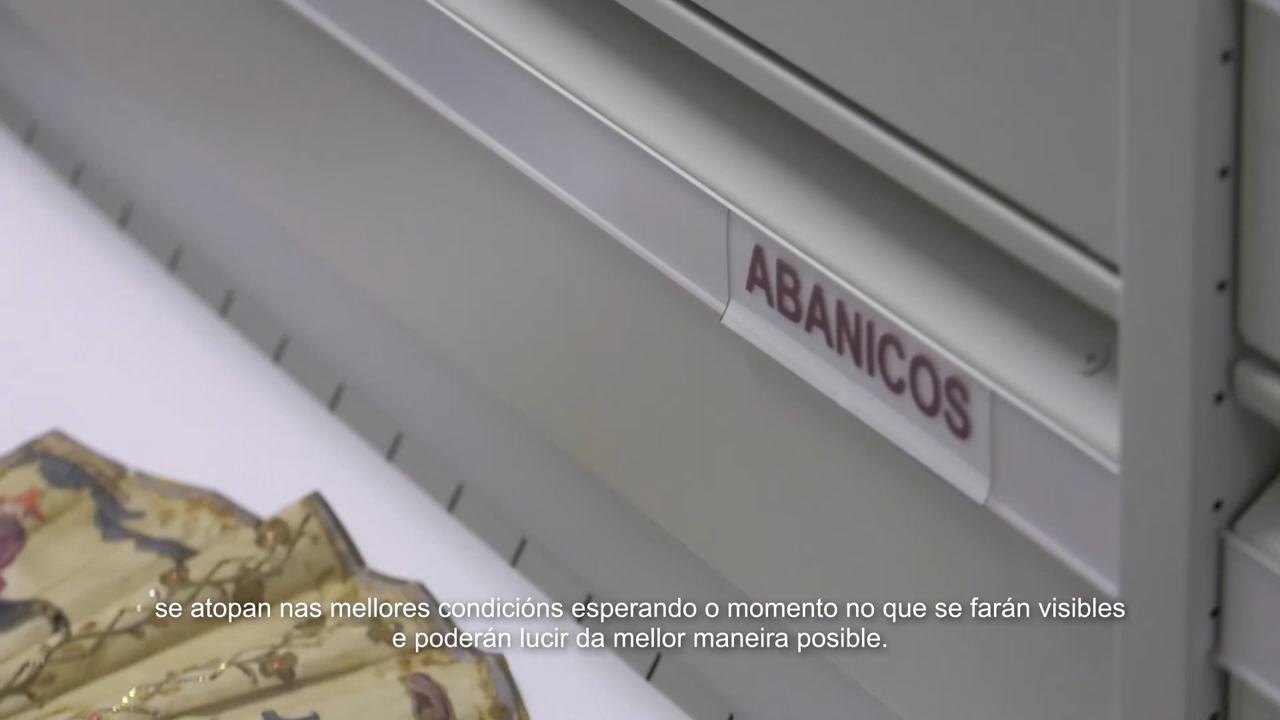 ABANICOS
se atopan nas mellores condicións esperando o momento no que se farán visibles
e poderán lucir da mellor maneira posible.